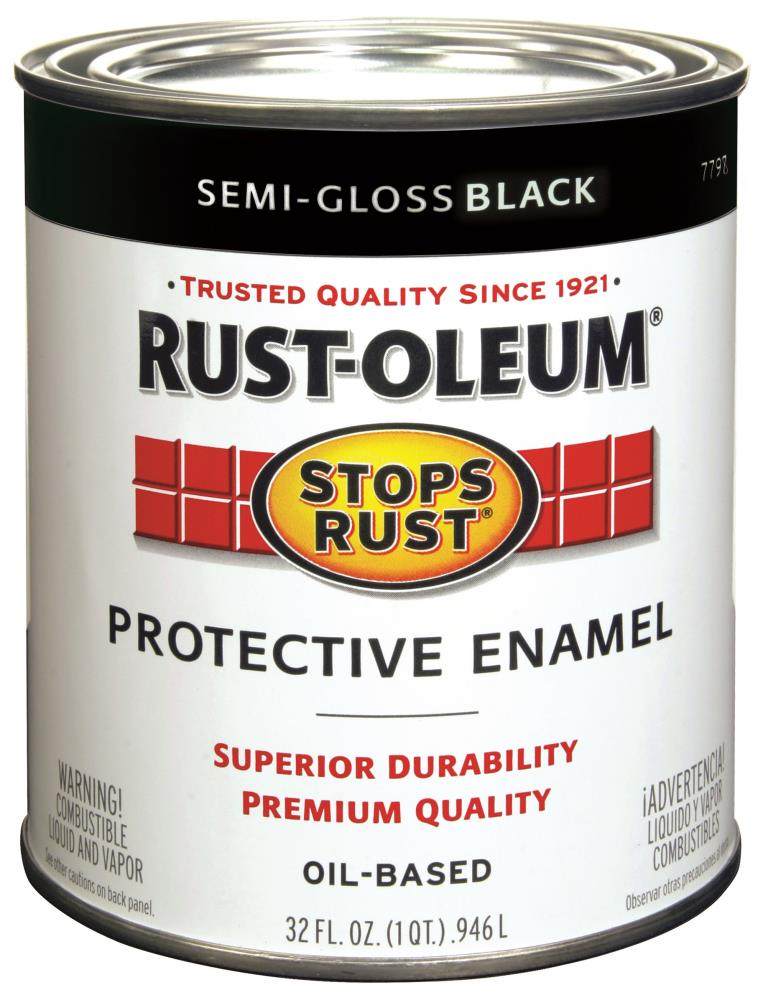 SEMI-GLOSS BLACK
•TRUSTED QUALITY SINCE 1921•
RUST-OLEUM®
STOPS
RUST®
PROTECTIVE ENAMEL
SUPERIOR DURABILITY
PREMIUM QUALITY
WARNING!
COMBUSTIBLE
LIQUID AND VAPOR
See other cautions on back panel.
¡ADVERTENCIA!
LIQUIDO Y VAPOR
COMBUSTIBLES
Observar otras precauciones
OIL-BASED
32 FL. OZ. (1 QT.) .946 L